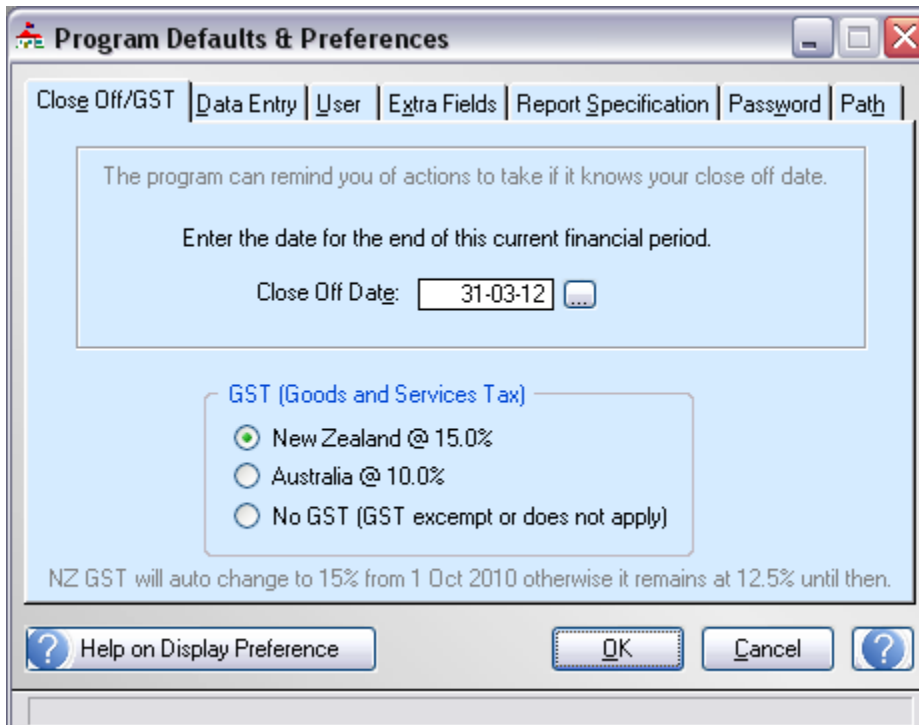 Program Defaults & Preferences
Close Off/GST Data Entry User Extra Fields Report Specification Password Path
The program can remind you of actions to take if it knows your close off date.
Enter the date for the end of this current financial period.
Close Off Date: 31-03-12 ...
GST (Goods and Services Tax)
New Zealand @ 15.0%
Australia @ 10.0%
No GST (GST excempt or does not apply)
NZ GST will auto change to 15% from 1 Oct 2010 otherwise it remains at 12.5% until then.
? Help on Display Preference OK Cancel ?